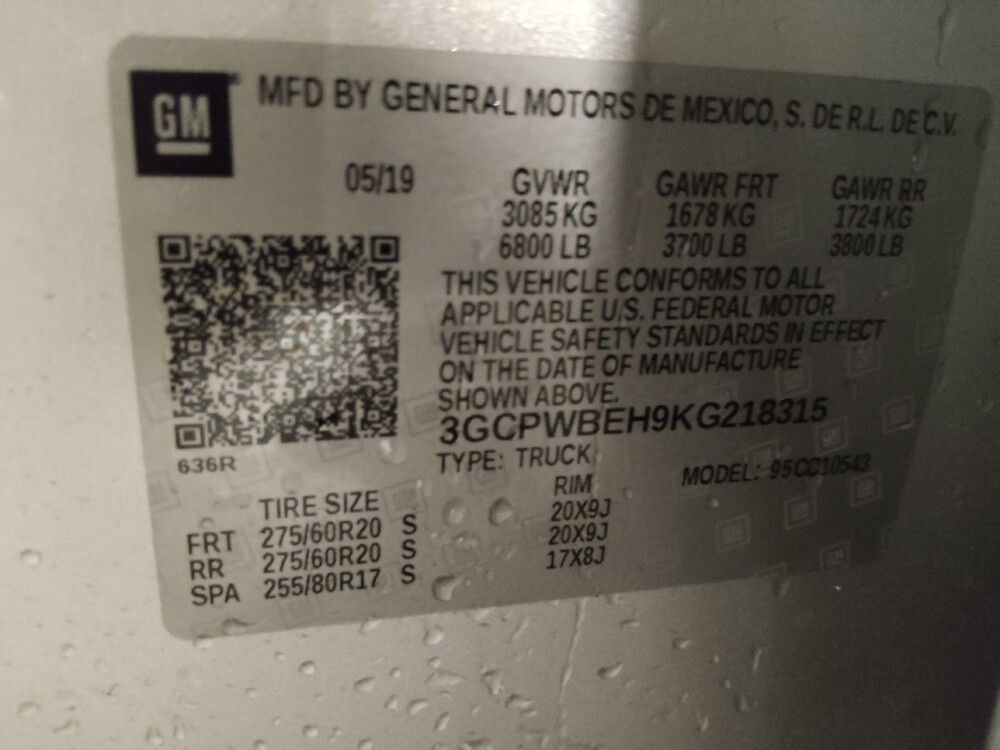 GM
MFD BY GENERAL MOTORS DE MEXICO, S. DE R.L. DE C.V.
05/19 GVWR GAWR FRT GAWR RR
3085 KG 1678 KG 1724 KG
6800 LB 3700 LB 3800 LB
THIS VEHICLE CONFORMS TO ALL
APPLICABLE U.S. FEDERAL MOTOR
VEHICLE SAFETY STANDARDS IN EFFECT
ON THE DATE OF MANUFACTURE
SHOWN ABOVE.
3GCPWBEH9KG218315
636R
TYPE: TRUCK MODEL: 95CC10543
TIRE SIZE RIM
FRT 275/60R20 S 20X9J
RR 275/60R20 S 20X9J
SPA 255/80R17 S 17X8J